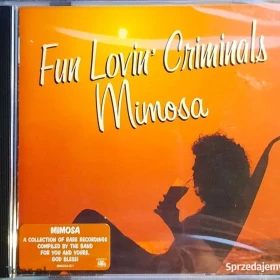 Fun Lovin' Criminals
Mimosa
MIMOSA
A COLLECTION OF RARE RECORDINGS
COMPILED BY THE BAND
FOR YOU AND YOURS.
GOD BLESS!
Sprzedajem